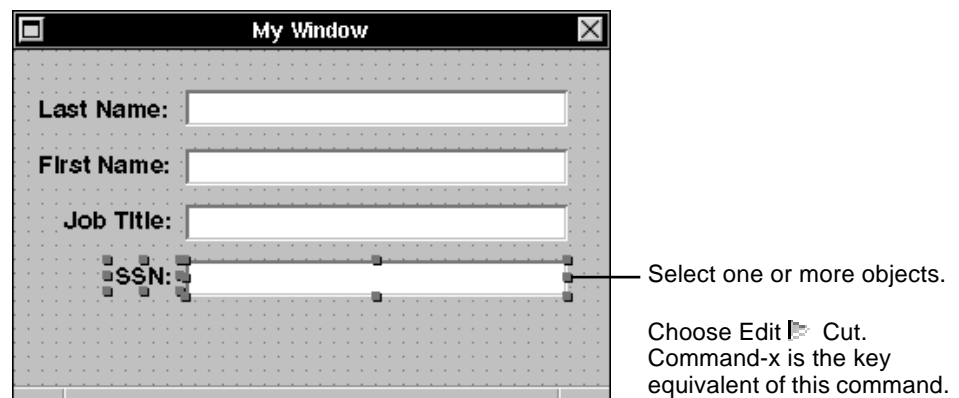 My Window
Last Name:
First Name:
Job Title:
SSN:
Select one or more objects.
Choose Edit Cut.
Command-x is the key
equivalent of this command.